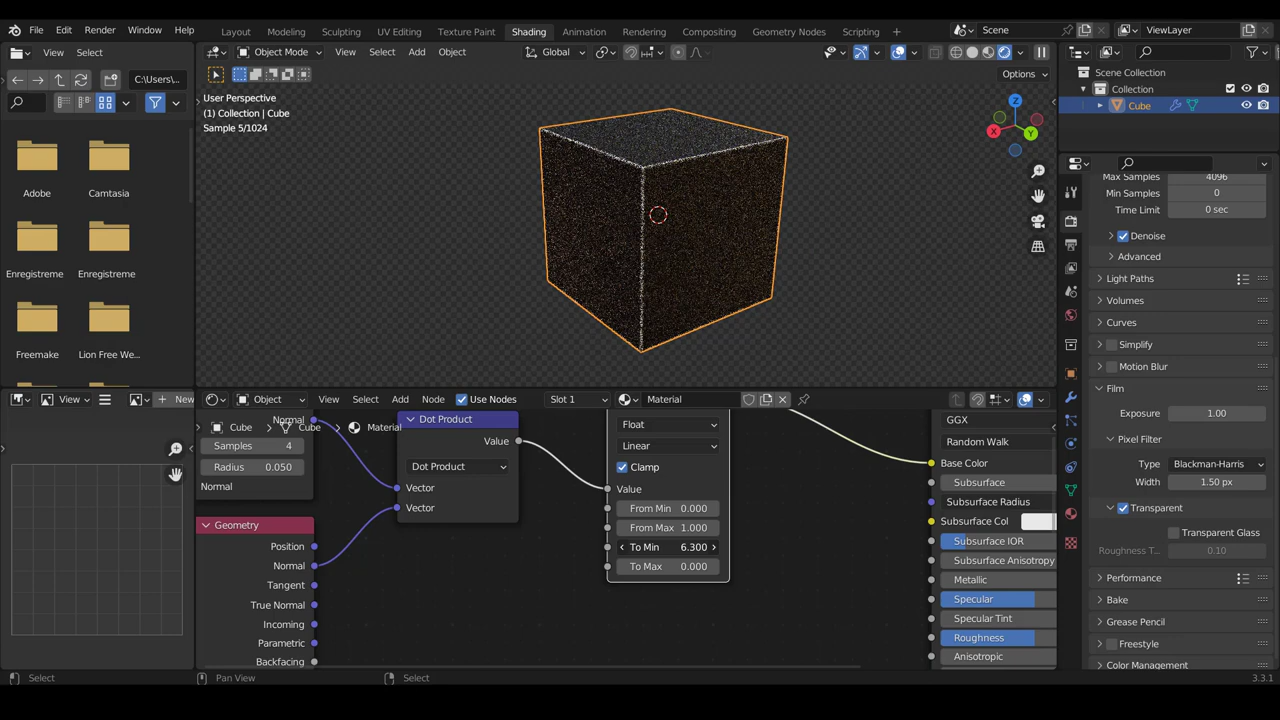 File Edit Render Window Help Layout Modeling Sculpting UV Editing Texture Paint Shading Animation Rendering Compositing Geometry Nodes Scripting + Scene ViewLayer
View Select Object Mode View Select Add Object Global
C:\Users\... Options
User Perspective
(1) Collection | Cube
Sample 5/1024
Adobe Camtasia
Enregistreme Enregistreme
Freemake Lion Free We...
X Y Z
Scene Collection
Collection
Cube
Max Samples 4096
Min Samples 0
Time Limit 0 sec
Denoise
Advanced
Light Paths
Volumes
Curves
Simplify
Motion Blur
Film
Exposure 1.00
Pixel Filter
Type Blackman-Harris
Width 1.50 px
Transparent
Transparent Glass
Roughness T... 0.10
Performance
Bake
Grease Pencil
Freestyle
Color Management
View + New
Object View Select Add Node Use Nodes Slot 1 Material
Cube Cube Material
Normal
Samples 4
Radius 0.050
Normal
Geometry
Position
Normal
Tangent
True Normal
Incoming
Parametric
Backfacing
Dot Product
Value
Dot Product
Vector
Vector
Float
Linear
Clamp
Value
From Min 0.000
From Max 1.000
To Min 6.300
To Max 0.000
GGX
Random Walk
Base Color
Subsurface
Subsurface Radius
Subsurface Col
Subsurface IOR
Subsurface Anisotropy
Metallic
Specular
Specular Tint
Roughness
Anisotropic
Select Pan View Select 3.3.1